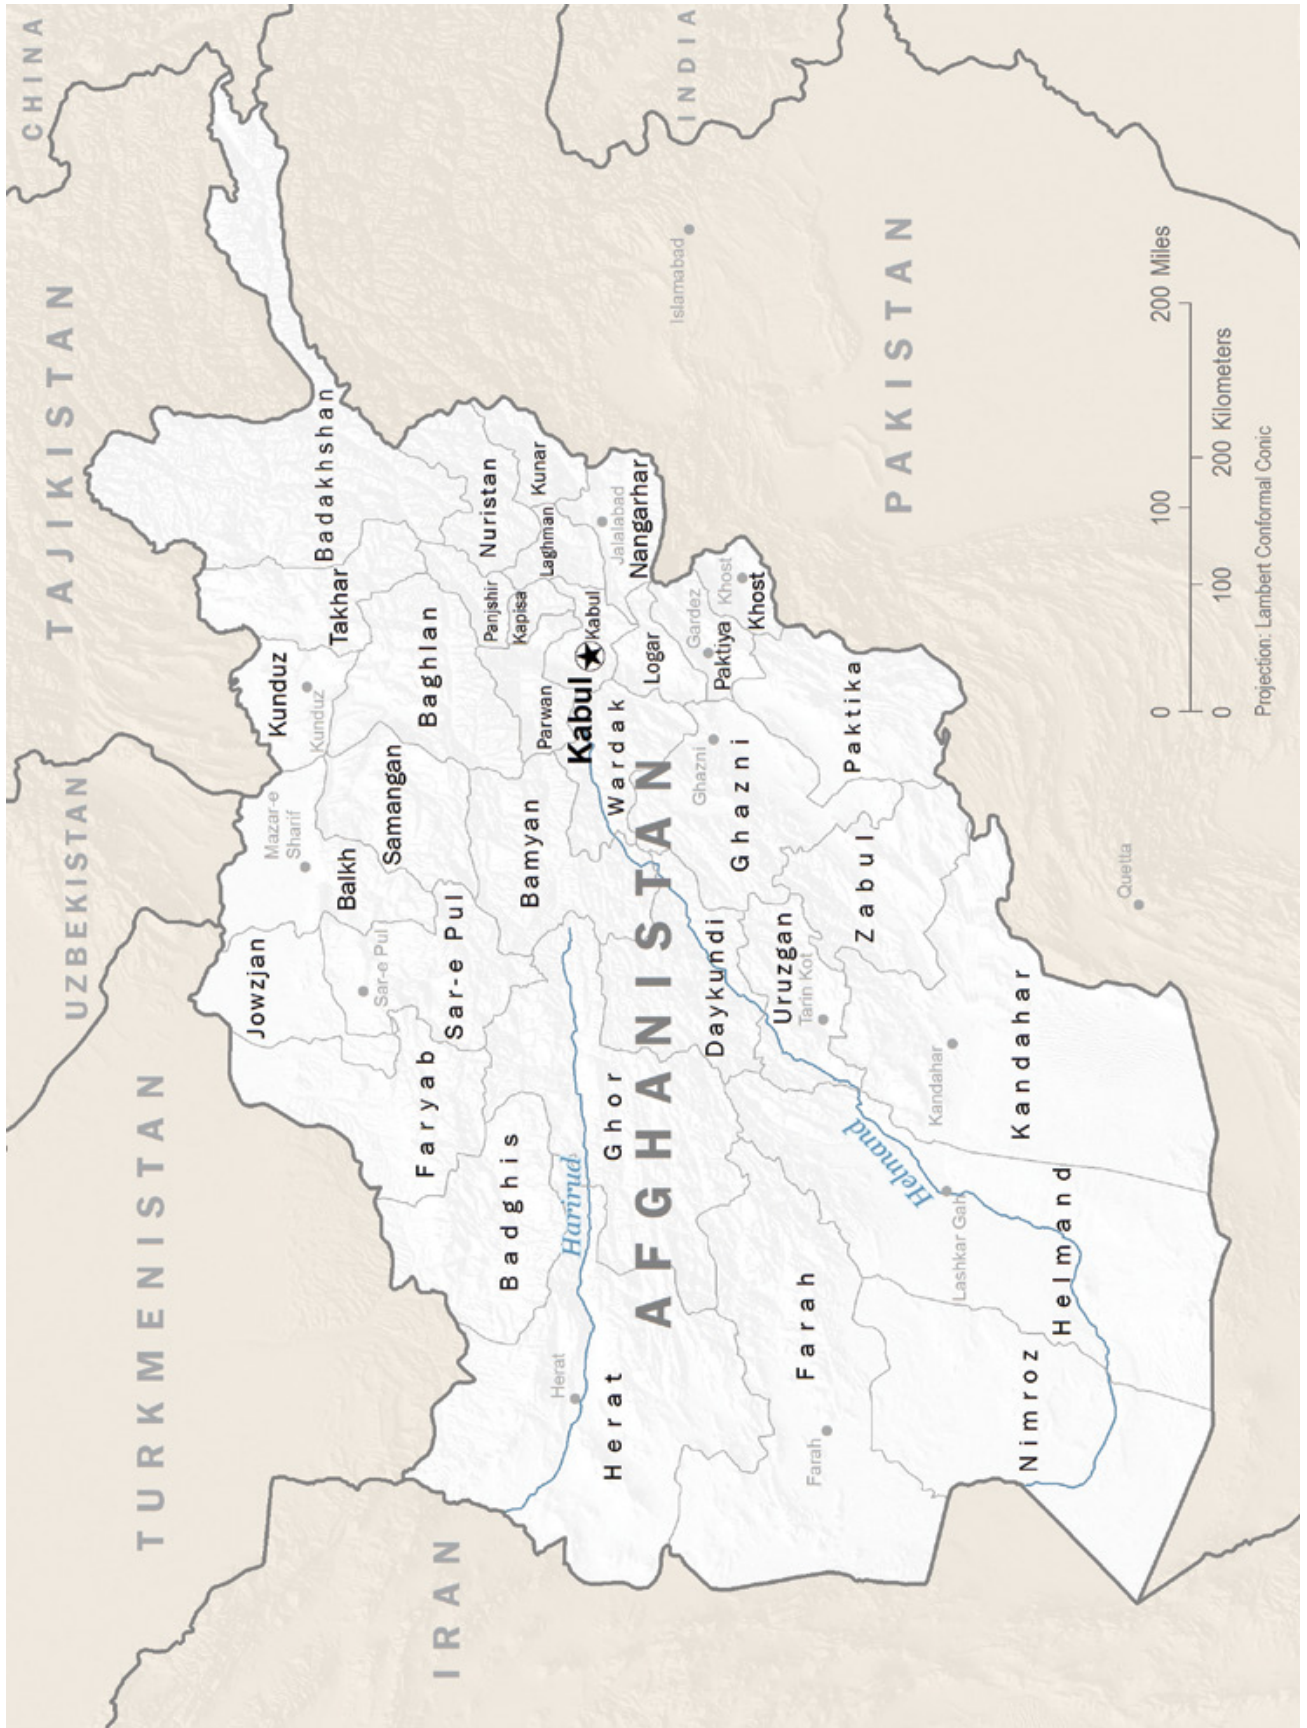 CHINA
TAJIKISTAN
UZBEKISTAN
TURKMENISTAN
IRAN
INDIA
PAKISTAN
AFGHANISTAN
Badakhshan
Takhar
Kunduz
Kunduz
Baghlan
Samangan
Balkh
Mazar-e
Sharif
Jowzjan
Sar-e Pul
Sar-e Pul
Faryab
Badghis
Herat
Herat
Harirud
Ghor
Bamyan
Parwan
Panjshir
Kapisa
Nuristan
Kunar
Laghman
Nangarhar
Jalalabad
Kabul
Kabul
Wardak
Logar
Gardez
Paktiya
Khost
Khost
Ghazni
Ghazni
Paktika
Zabul
Daykundi
Uruzgan
Tarin Kot
Kandahar
Kandahar
Helmand
Helmand
Lashkar Gah
Farah
Farah
Nimroz
Islamabad
Quetta
0 100 200 Miles
0 100 200 Kilometers
Projection: Lambert Conformal Conic